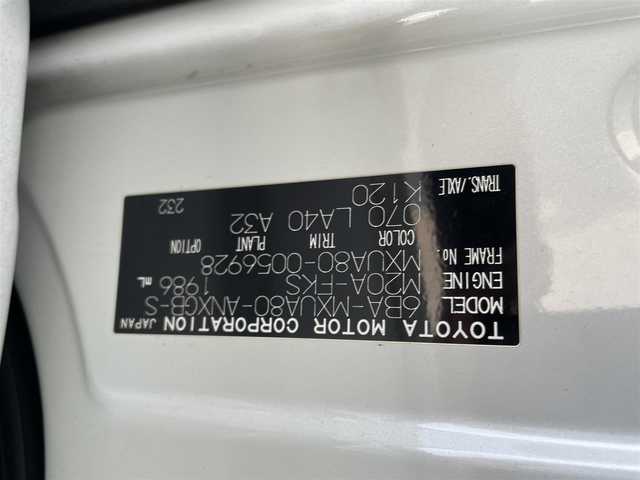 TOYOTA MOTOR CORPORATION JAPAN
MODEL 6BA-MXUA80-ANXGB-S
ENGINE M20A-FKS 1986 mL
FRAME No. MXUA80-0056928
COLOR TRIM PLANT OPTION
070 LA40 A32
TRANS./AXLE K120 232